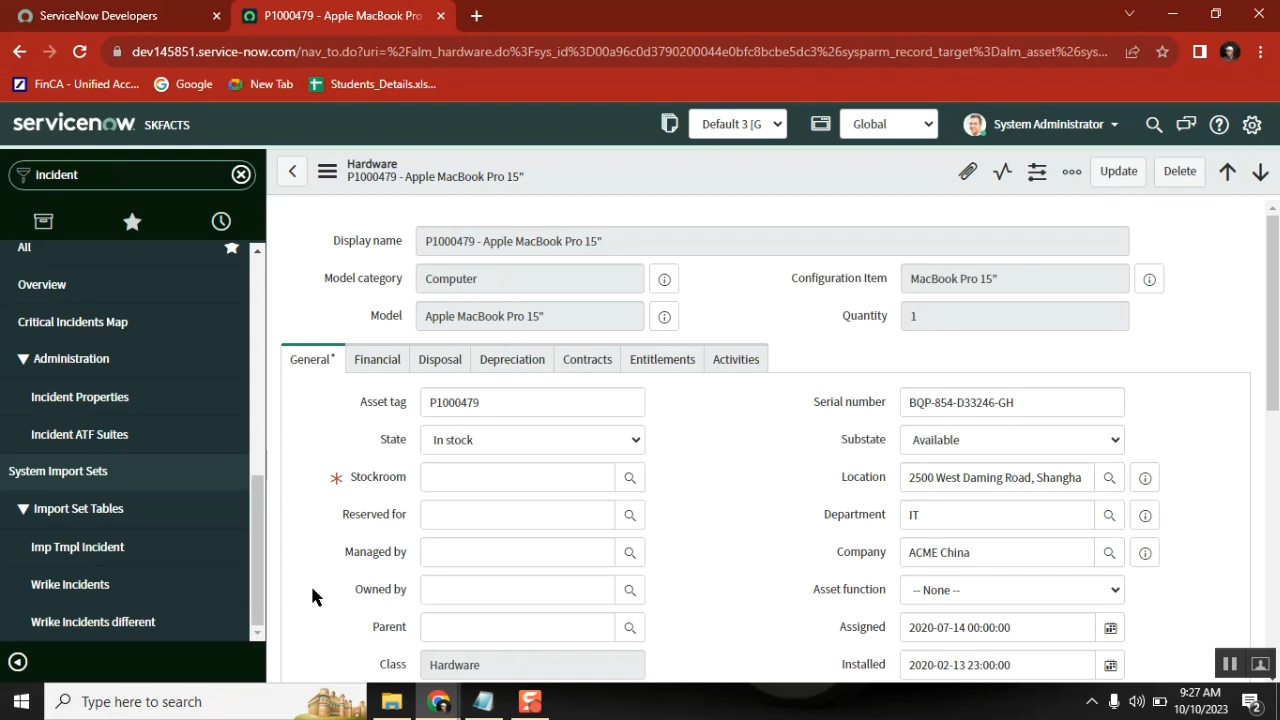 ServiceNow Developers
P1000479 - Apple MacBook Pro
dev145851.service-now.com/nav_to.do?uri=%2Falm_hardware.do%3Fsys_id%3D00a96c0d3790200044e0bfc8bcbe5dc3%26sysparm_record_target%3Dalm_asset%26sys...
FinCA - Unified Acc...
Google
New Tab
Students_Details.xls...
servicenow SKFACTS
Default 3 [G
Global
System Administrator
incident
Hardware
P1000479 - Apple MacBook Pro 15"
Update
Delete
All
Overview
Critical Incidents Map
Administration
Incident Properties
Incident ATF Suites
System Import Sets
Import Set Tables
Imp Tmpl Incident
Wrike Incidents
Wrike Incidents different
Display name P1000479 - Apple MacBook Pro 15"
Model category Computer Configuration Item MacBook Pro 15"
Model Apple MacBook Pro 15" Quantity 1
General* Financial Disposal Depreciation Contracts Entitlements Activities
Asset tag P1000479 Serial number BQP-854-D33246-GH
State In stock Substate Available
Stockroom Location 2500 West Daming Road, Shangha
Reserved for Department IT
Managed by Company ACME China
Owned by Asset function -- None --
Parent Assigned 2020-07-14 00:00:00
Class Hardware Installed 2020-02-13 23:00:00
Type here to search
9:27 AM
10/10/2023
2